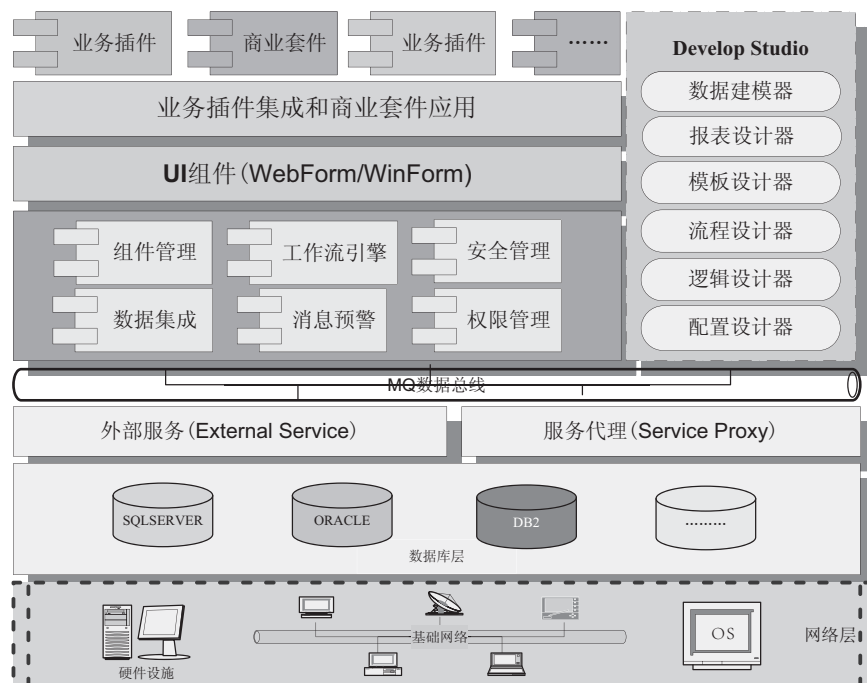 业务插件
商业套件
业务插件
……
业务插件集成和商业套件应用
UI组件(WebForm/WinForm)
组件管理
工作流引擎
安全管理
数据集成
消息预警
权限管理
Develop Studio
数据建模器
报表设计器
模板设计器
流程设计器
逻辑设计器
配置设计器
MQ数据总线
外部服务(External Service)
服务代理(Service Proxy)
SQLSERVER
ORACLE
DB2
………
数据库层
硬件设施
基础网络
OS
网络层